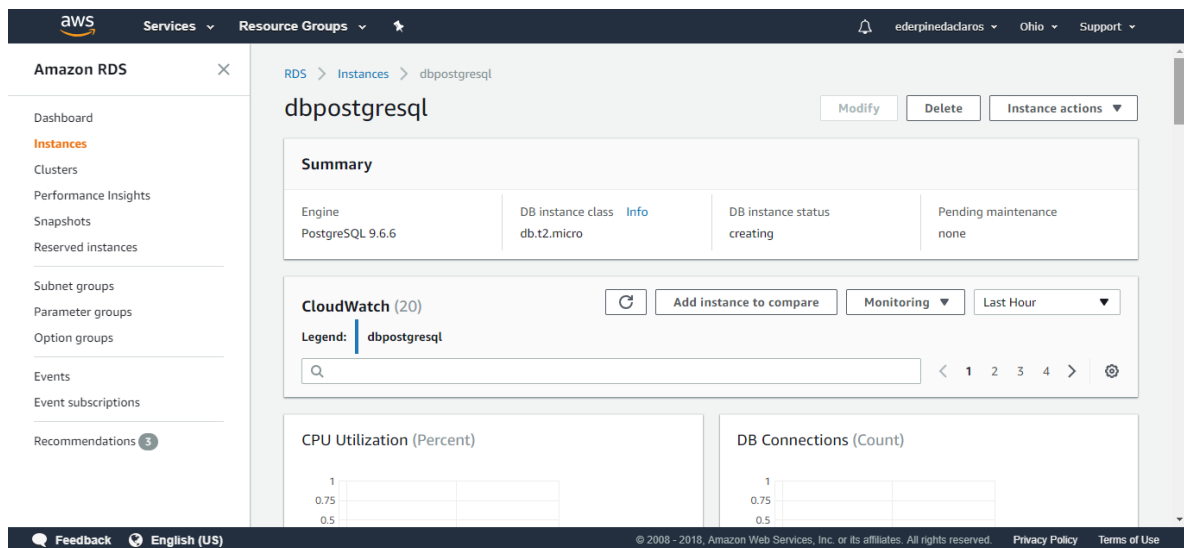 aws Services Resource Groups ederpinedaclaros Ohio Support
Amazon RDS
Dashboard
Instances
Clusters
Performance Insights
Snapshots
Reserved instances
Subnet groups
Parameter groups
Option groups
Events
Event subscriptions
Recommendations 3
RDS > Instances > dbpostgresql
dbpostgresql Modify Delete Instance actions
Summary
Engine DB instance class Info DB instance status Pending maintenance
PostgreSQL 9.6.6 db.t2.micro creating none
CloudWatch (20) Add instance to compare Monitoring Last Hour
Legend: dbpostgresql
1 2 3 4
CPU Utilization (Percent)
1
0.75
0.5
DB Connections (Count)
1
0.75
0.5
Feedback English (US) © 2008 - 2018, Amazon Web Services, Inc. or its affiliates. All rights reserved. Privacy Policy Terms of Use